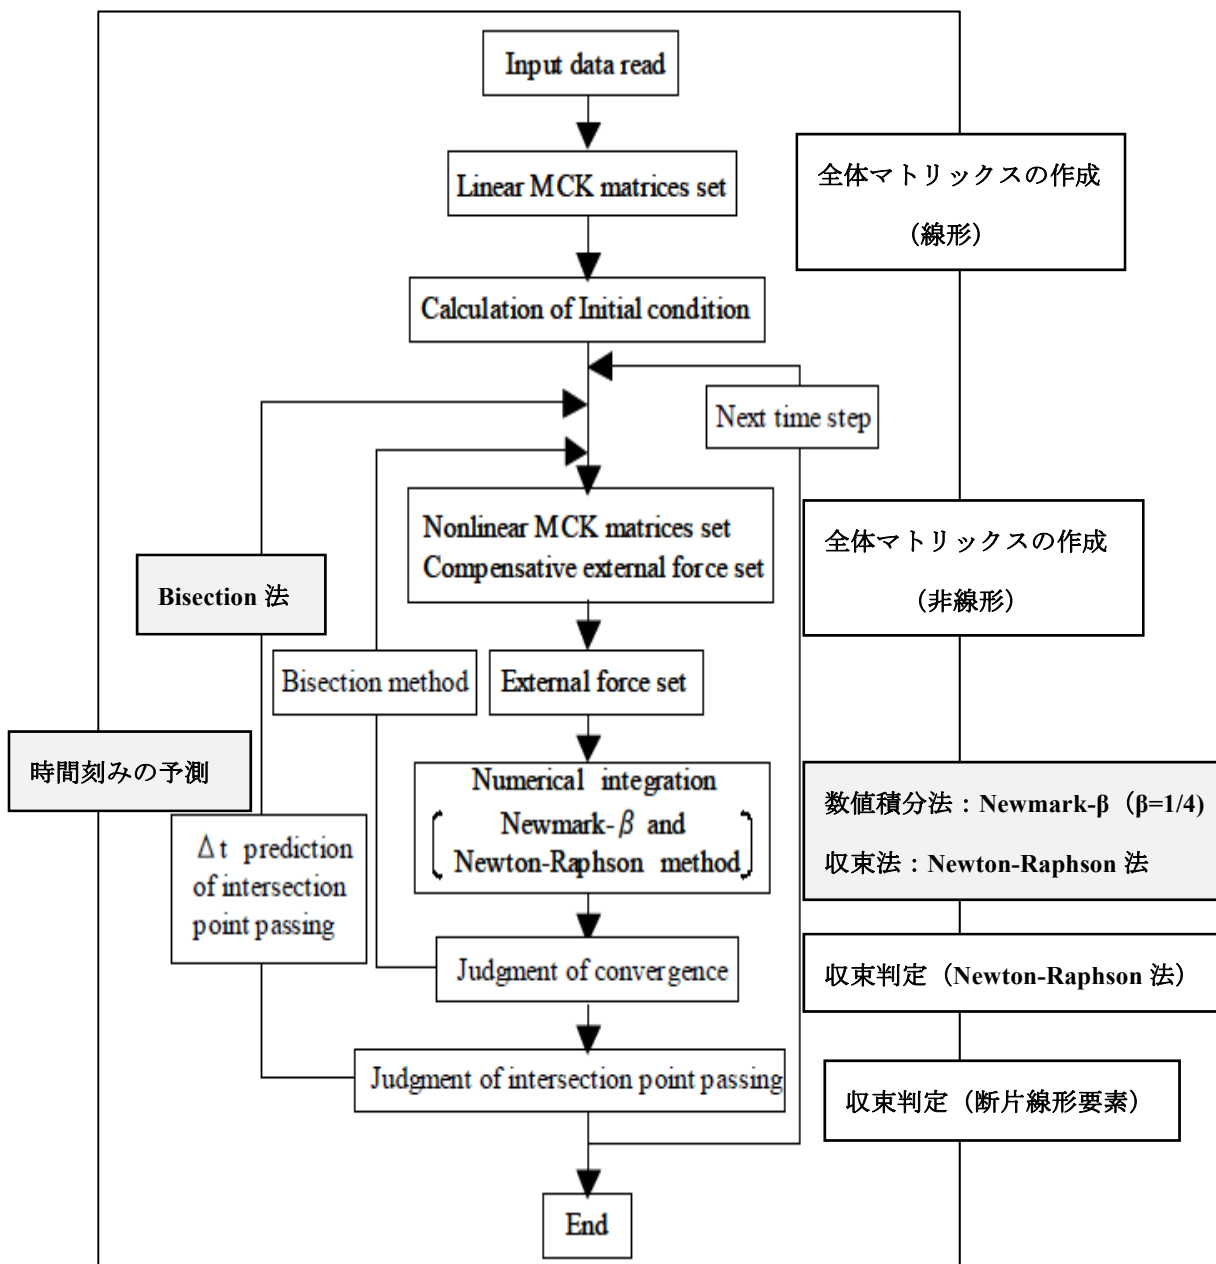 Input data read
Linear MCK matrices set
全体マトリックスの作成
（線形）
Calculation of Initial condition
Next time step
Nonlinear MCK matrices set
Compensative external force set
全体マトリックスの作成
（非線形）
Bisection 法
Bisection method
External force set
時間刻みの予測
Numerical integration
Newmark-β and
Newton-Raphson method
数値積分法：Newmark-β（β=1/4)
収束法：Newton-Raphson 法
Δt prediction
of intersection
point passing
Judgment of convergence
収束判定（Newton-Raphson 法）
Judgment of intersection point passing
収束判定（断片線形要素）
End